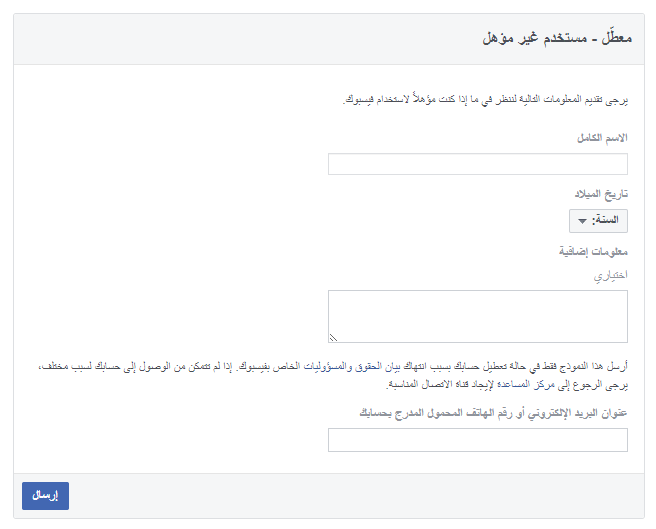 معطّل - مستخدم غير مؤهل
يرجى تقديم المعلومات التالية لننظر في ما إذا كنت مؤهلاً لاستخدام فيسبوك.
الاسم الكامل
تاريخ الميلاد
السنة:
معلومات إضافية
اختياري
أرسل هذا النموذج فقط في حالة تعطيل حسابك بسبب انتهاك بيان الحقوق والمسؤوليات الخاص بفيسبوك. إذا لم تتمكن من الوصول إلى حسابك لسبب مختلف،
يرجى الرجوع إلى مركز المساعدة لإيجاد قناة الاتصال المناسبة.
عنوان البريد الإلكتروني أو رقم الهاتف المحمول المدرج بحسابك
إرسال